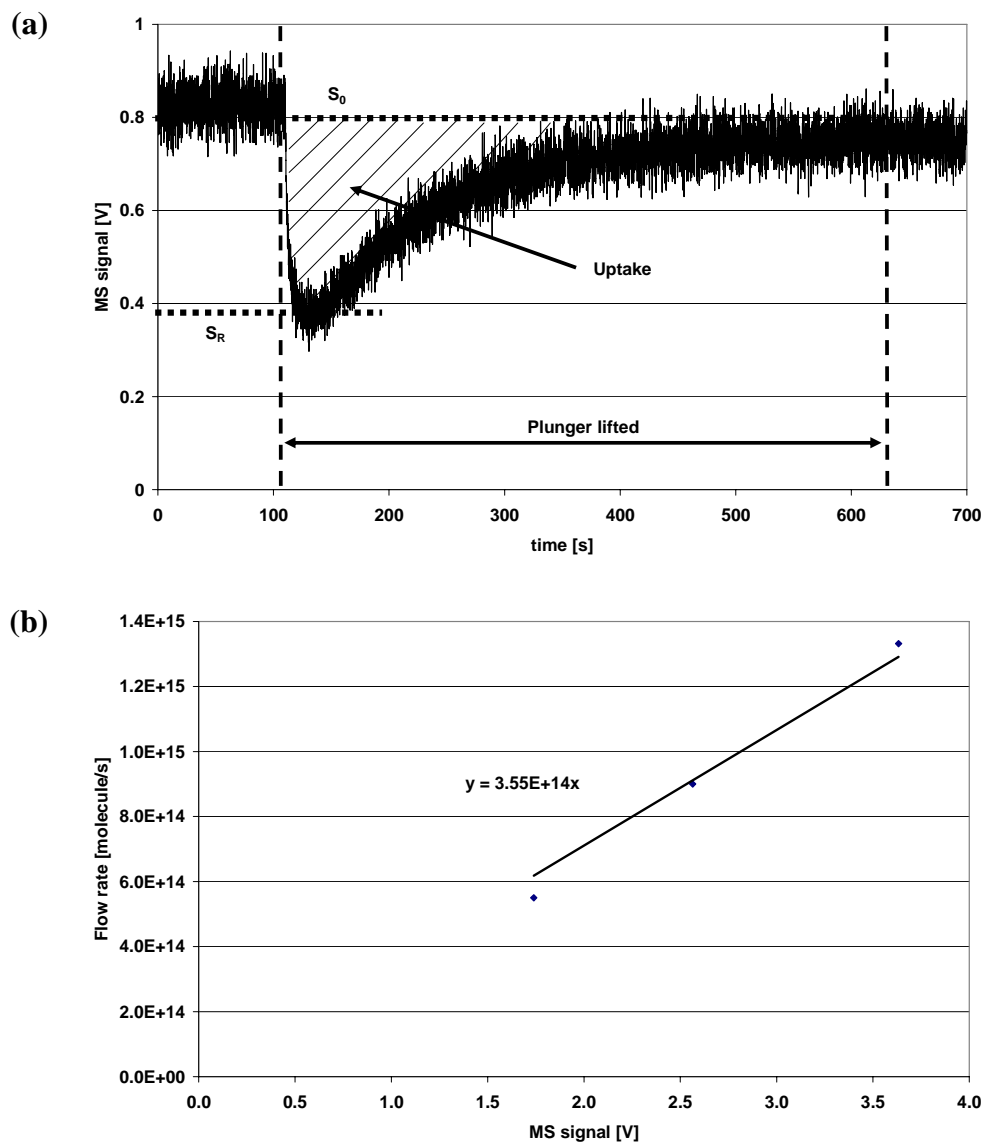 (a)
1
0.8
0.6
0.4
0.2
0
MS signal [V]
S0
Uptake
SR
Plunger lifted
0 100 200 300 400 500 600 700
time [s]
(b)
1.4E+15
1.2E+15
1.0E+15
8.0E+14
6.0E+14
4.0E+14
2.0E+14
0.0E+00
Flow rate [molecule/s]
y = 3.55E+14x
0.0 0.5 1.0 1.5 2.0 2.5 3.0 3.5 4.0
MS signal [V]